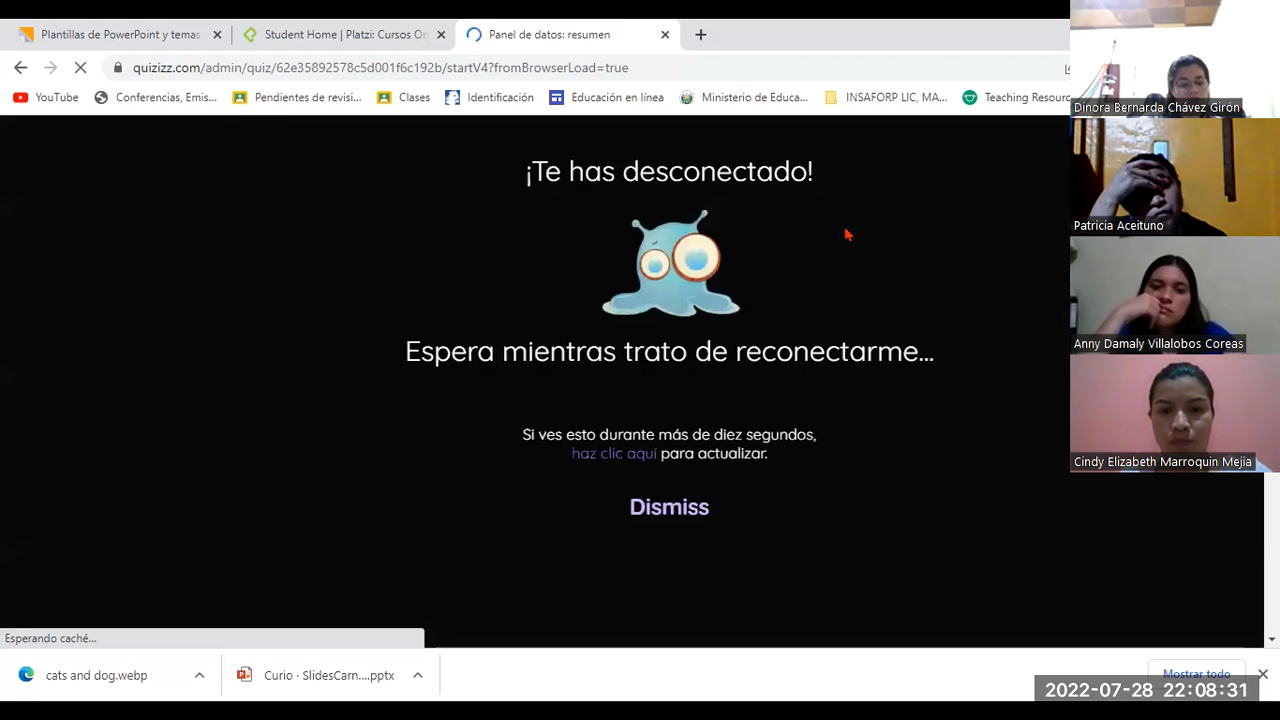 Plantillas de PowerPoint y temas
Student Home | Platzi: Cursos On
Panel de datos: resumen
quizizz.com/admin/quiz/62e35892578c5d001f6c192b/startV4?fromBrowserLoad=true
YouTube
Conferencias, Emis...
Pendientes de revisi...
Clases
Identificación
Educación en línea
Ministerio de Educa...
INSAFORP LIC, MA...
Teaching Resourc
¡Te has desconectado!
Espera mientras trato de reconectarme...
Si ves esto durante más de diez segundos,
haz clic aquí para actualizar.
Dismiss
Dinora Bernarda Chávez Girón
Patricia Aceituno
Anny Damaly Villalobos Coreas
Cindy Elizabeth Marroquin Mejia
Esperando caché...
cats and dog.webp
Curio · SlidesCarn....pptx
Mostrar todo
2022-07-28 22:08:31